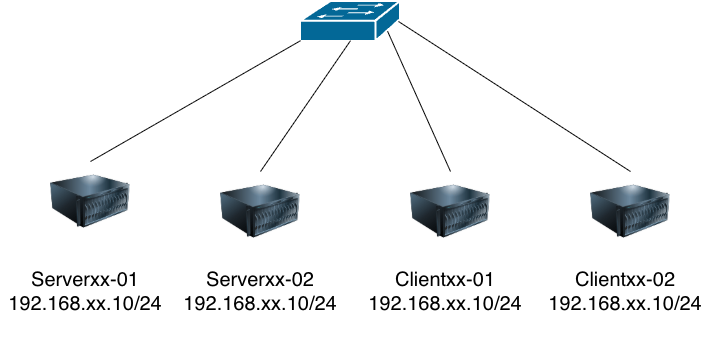 Serverxx-01
192.168.xx.10/24
Serverxx-02
192.168.xx.10/24
Clientxx-01
192.168.xx.10/24
Clientxx-02
192.168.xx.10/24